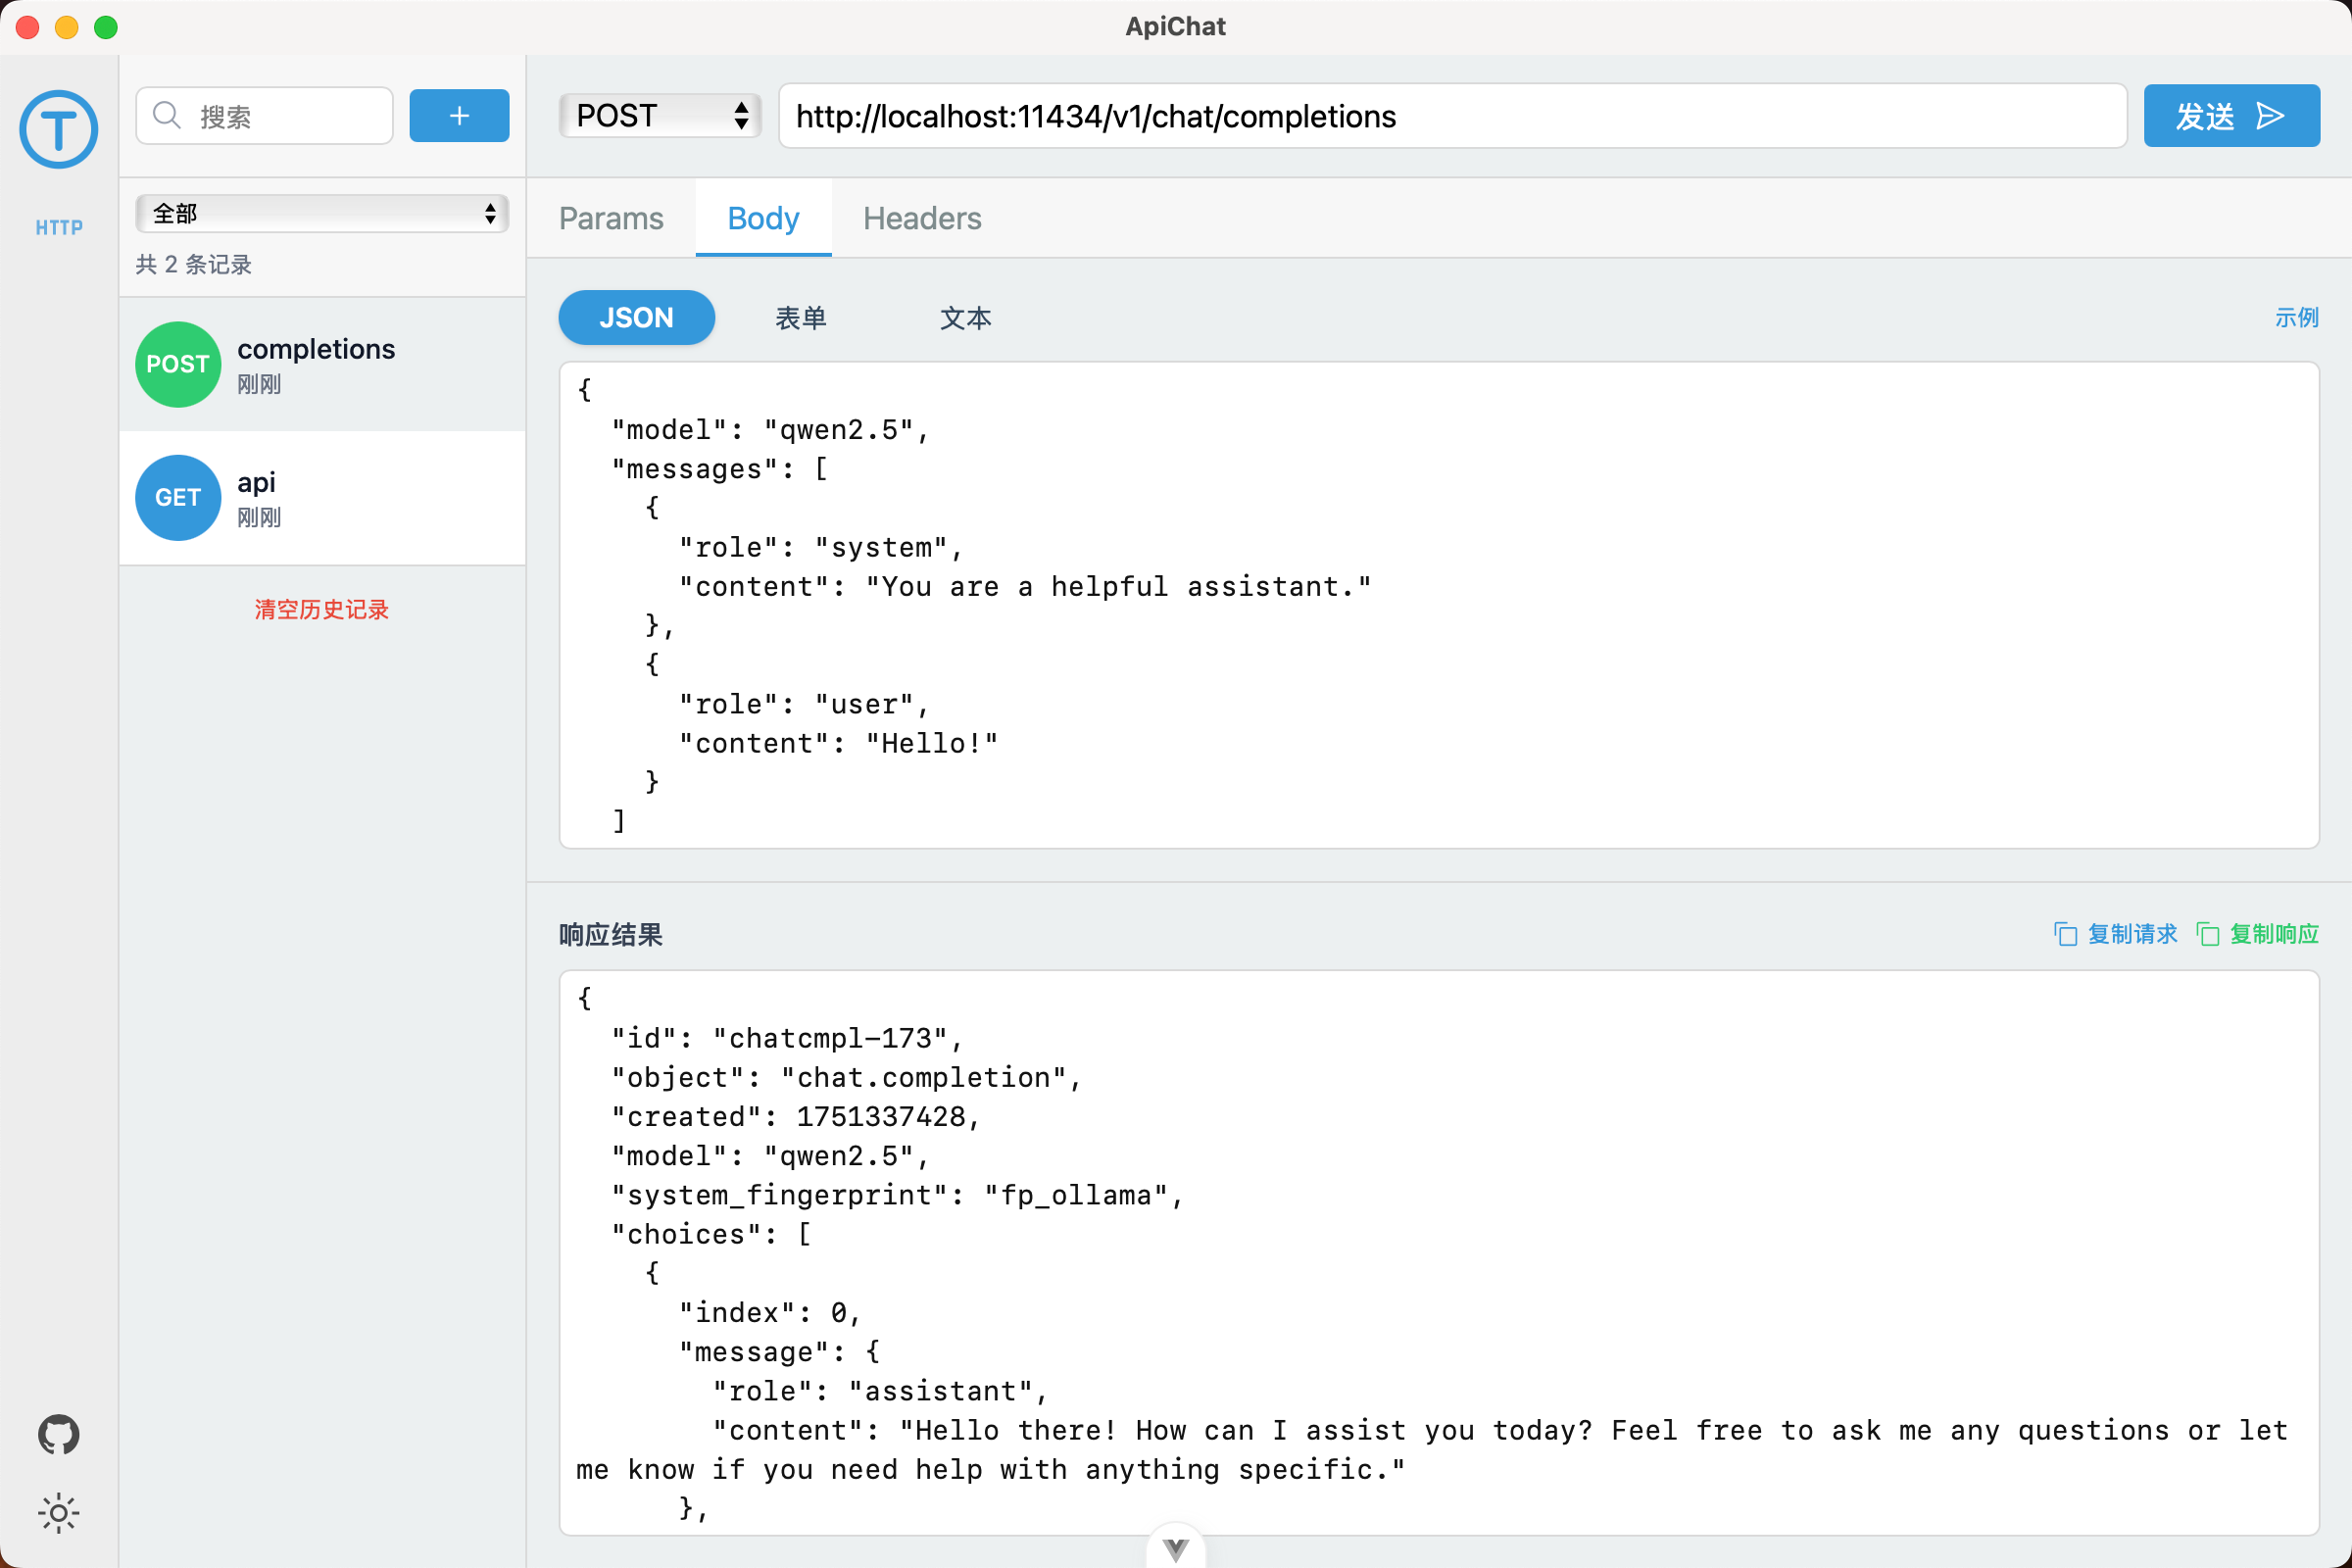 ApiChat
T
HTTP
搜索
+
全部
共 2 条记录
POST
completions
刚刚
GET
api
刚刚
清空历史记录
POST
http://localhost:11434/v1/chat/completions
发送
Params
Body
Headers
JSON
表单
文本
示例
{
  "model": "qwen2.5",
  "messages": [
    {
      "role": "system",
      "content": "You are a helpful assistant."
    },
    {
      "role": "user",
      "content": "Hello!"
    }
  ]
响应结果
复制请求
复制响应
{
  "id": "chatcmpl-173",
  "object": "chat.completion",
  "created": 1751337428,
  "model": "qwen2.5",
  "system_fingerprint": "fp_ollama",
  "choices": [
    {
      "index": 0,
      "message": {
        "role": "assistant",
        "content": "Hello there! How can I assist you today? Feel free to ask me any questions or let
me know if you need help with anything specific."
      },